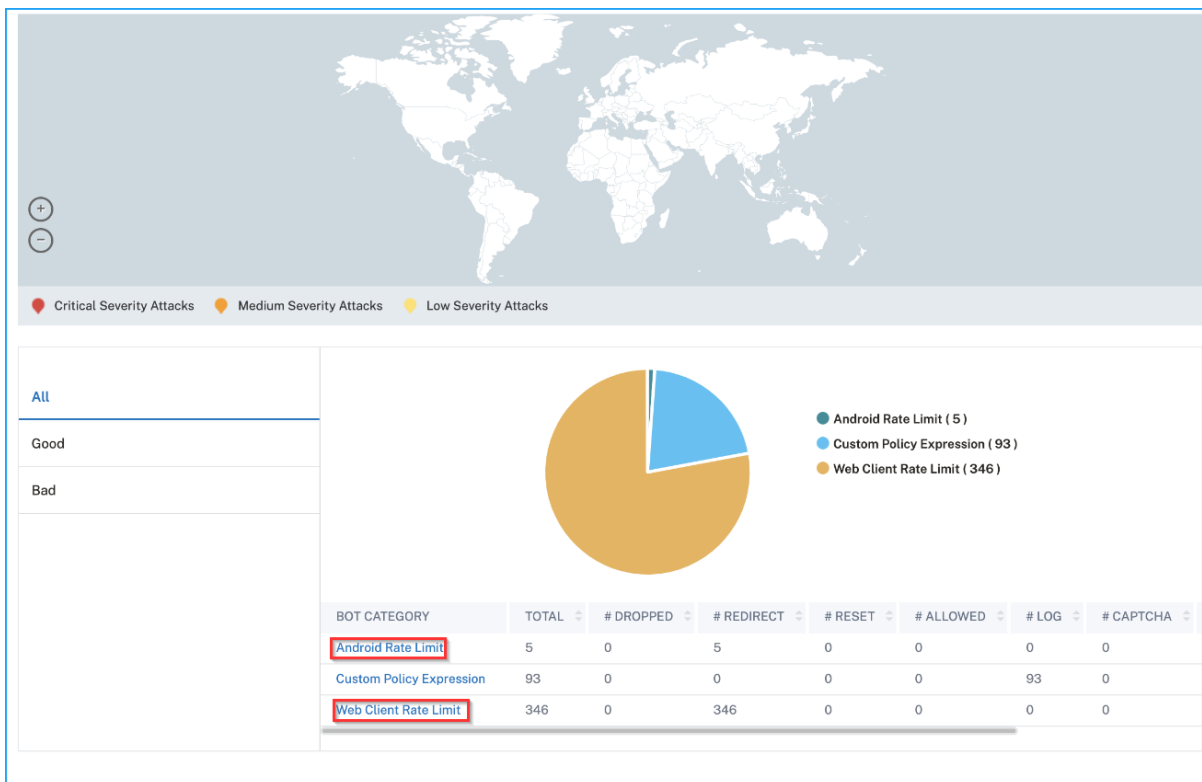 +
−
Critical Severity Attacks Medium Severity Attacks Low Severity Attacks
All
Good
Bad
Android Rate Limit ( 5 )
Custom Policy Expression ( 93 )
Web Client Rate Limit ( 346 )
BOT CATEGORY TOTAL # DROPPED # REDIRECT # RESET # ALLOWED # LOG # CAPTCHA
Android Rate Limit 5 0 5 0 0 0 0
Custom Policy Expression 93 0 0 0 0 93 0
Web Client Rate Limit 346 0 346 0 0 0 0